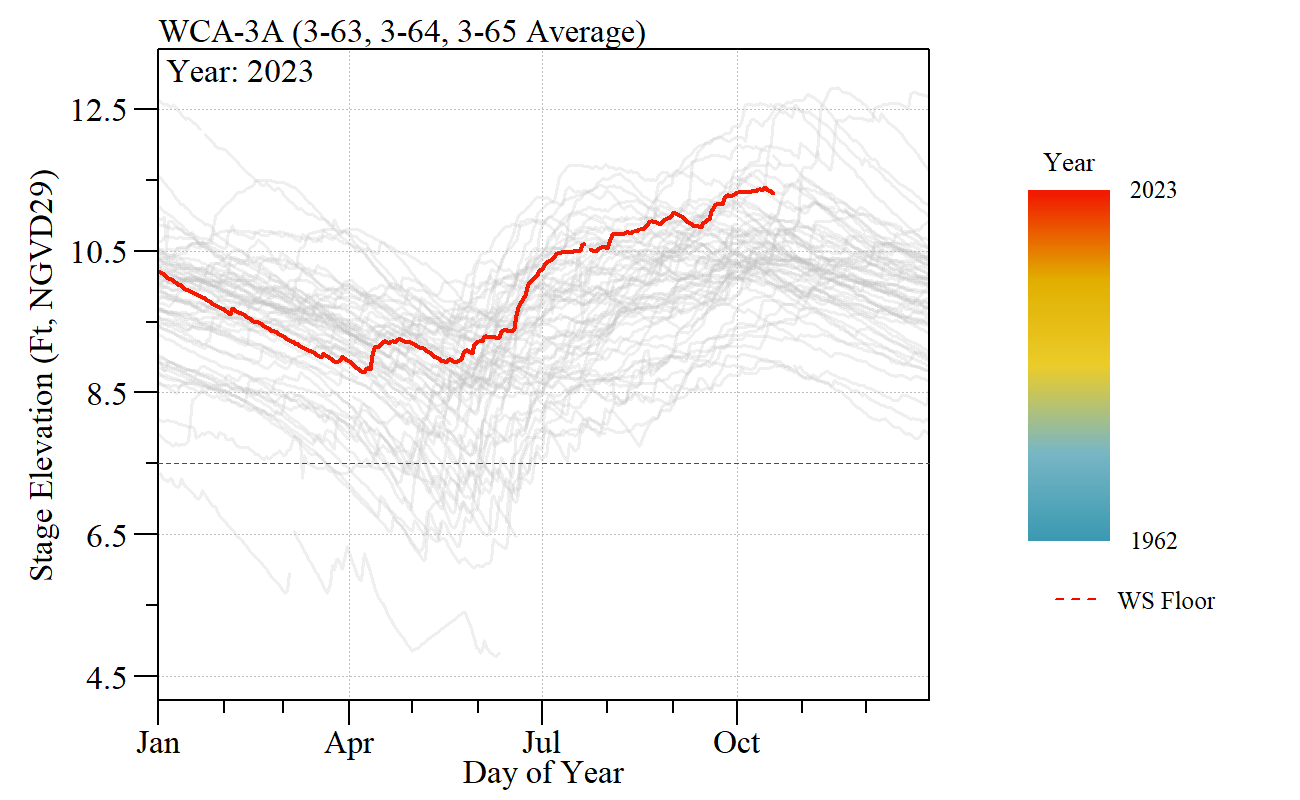 WCA-3A (3-63, 3-64, 3-65 Average)
Year: 2023
12.5
10.5
8.5
6.5
4.5
Stage Elevation (Ft, NGVD29)
Jan
Apr
Jul
Oct
Day of Year
Year
2023
1962
WS Floor